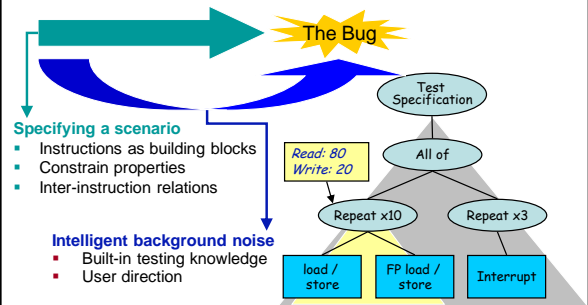 The Bug
Test
Specification
Specifying a scenario
▪ Instructions as building blocks
▪ Constrain properties
▪ Inter-instruction relations
Read: 80
Write: 20
All of
Repeat x10
Repeat x3
Intelligent background noise
▪ Built-in testing knowledge
▪ User direction
load /
store
FP load /
store
Interrupt